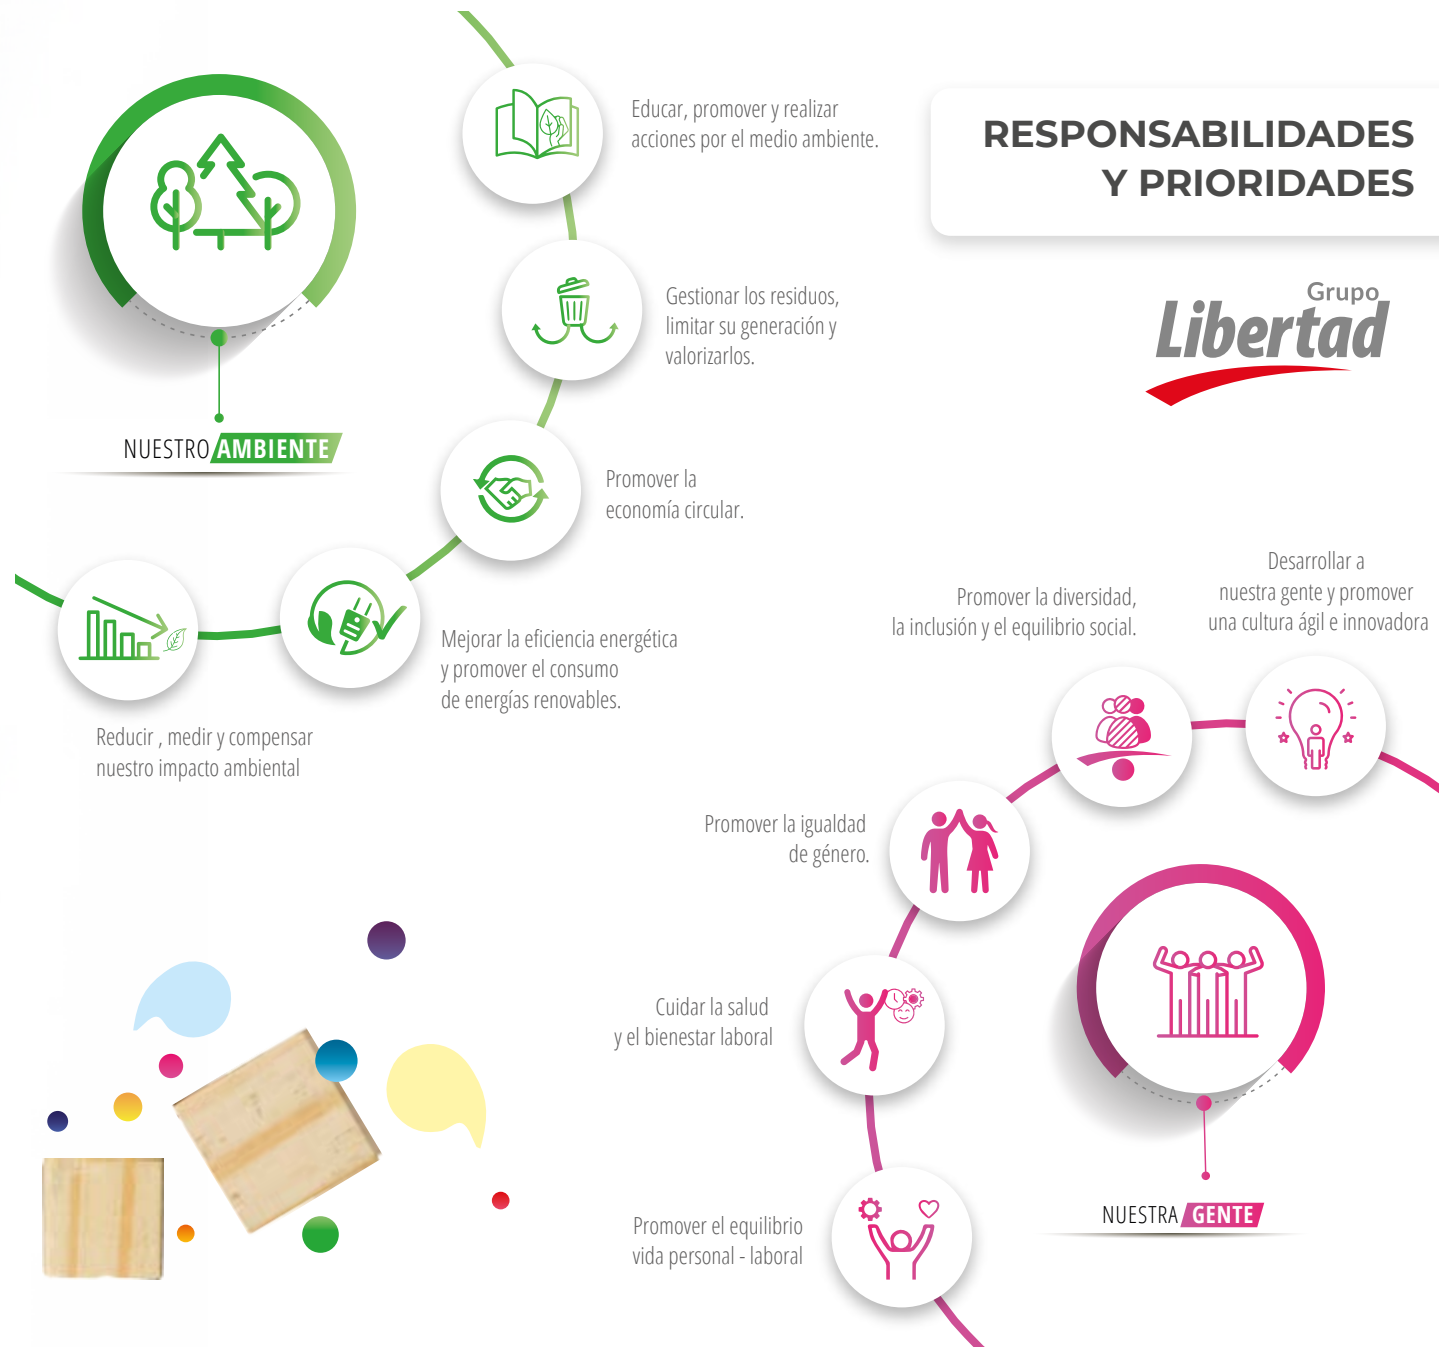 RESPONSABILIDADES
Y PRIORIDADES
Grupo
Libertad
NUESTRO AMBIENTE
Educar, promover y realizar
acciones por el medio ambiente.
Gestionar los residuos,
limitar su generación y
valorizarlos.
Promover la
economía circular.
Mejorar la eficiencia energética
y promover el consumo
de energías renovables.
Reducir , medir y compensar
nuestro impacto ambiental
Desarrollar a
nuestra gente y promover
una cultura ágil e innovadora
Promover la diversidad,
la inclusión y el equilibrio social.
Promover la igualdad
de género.
Cuidar la salud
y el bienestar laboral
Promover el equilibrio
vida personal - laboral
NUESTRA GENTE